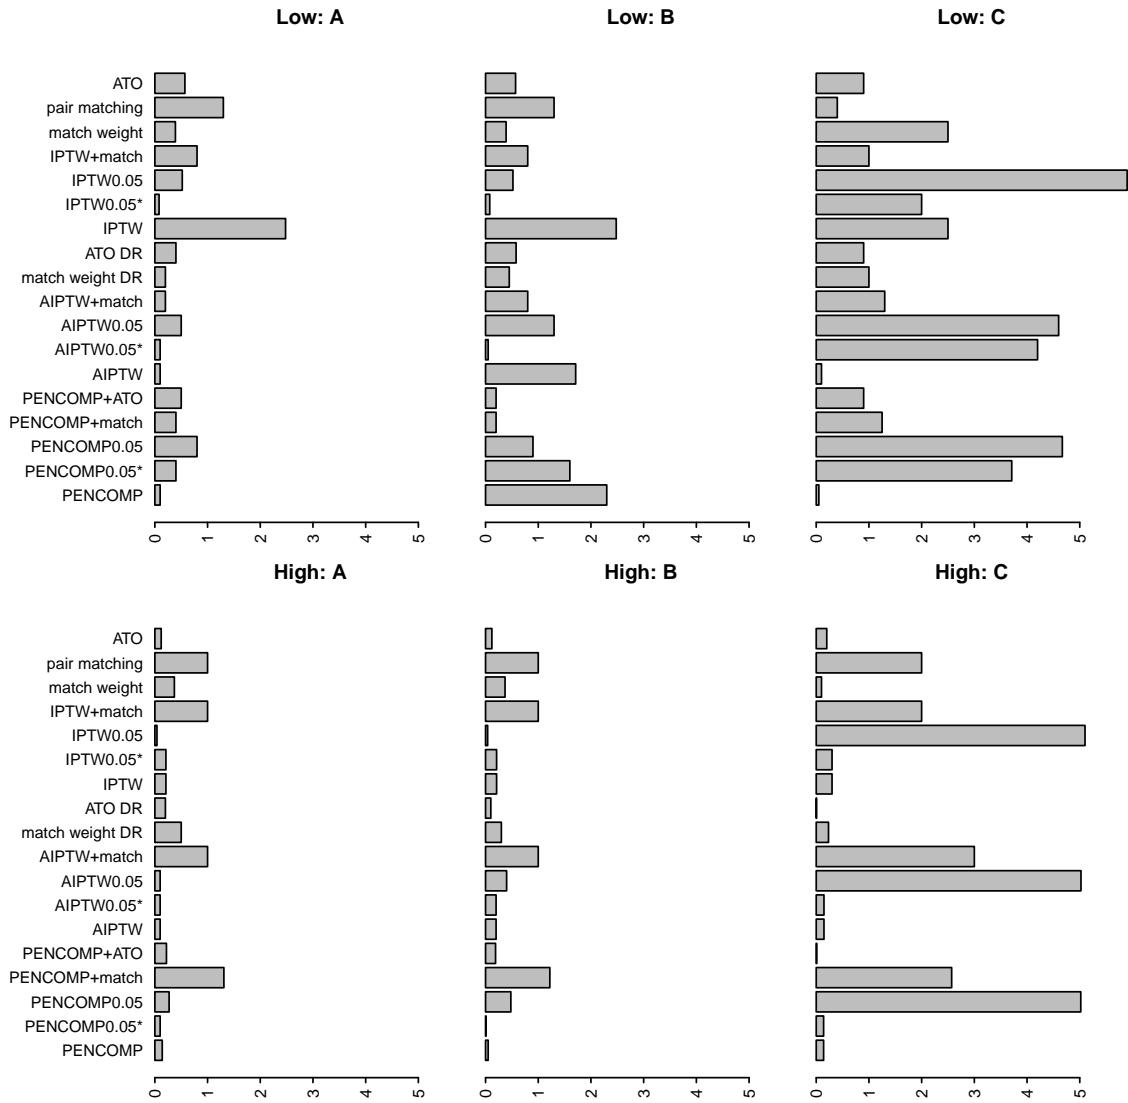 Low: A
Low: B
Low: C
ATO
pair matching
match weight
IPTW+match
IPTW0.05
IPTW0.05*
IPTW
ATO DR
match weight DR
AIPTW+match
AIPTW0.05
AIPTW0.05*
AIPTW
PENCOMP+ATO
PENCOMP+match
PENCOMP0.05
PENCOMP0.05*
PENCOMP
0 1 2 3 4 5
0 1 2 3 4 5
0 1 2 3 4 5
High: A
High: B
High: C
ATO
pair matching
match weight
IPTW+match
IPTW0.05
IPTW0.05*
IPTW
ATO DR
match weight DR
AIPTW+match
AIPTW0.05
AIPTW0.05*
AIPTW
PENCOMP+ATO
PENCOMP+match
PENCOMP0.05
PENCOMP0.05*
PENCOMP
0 1 2 3 4 5
0 1 2 3 4 5
0 1 2 3 4 5